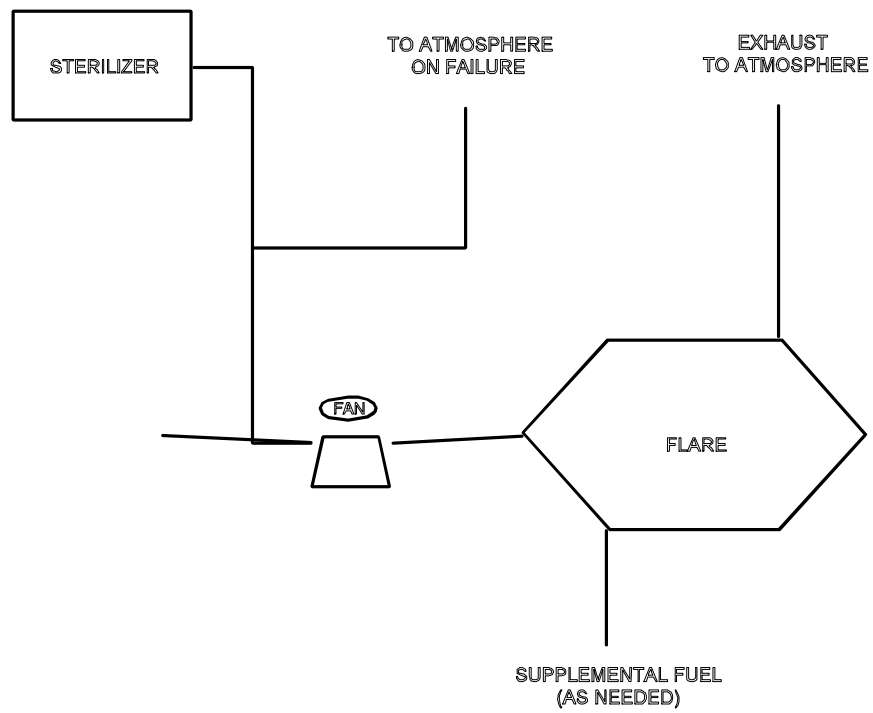 STERILIZER
TO ATMOSPHERE
ON FAILURE
EXHAUST
TO ATMOSPHERE
FAN
FLARE
SUPPLEMENTAL FUEL
(AS NEEDED)